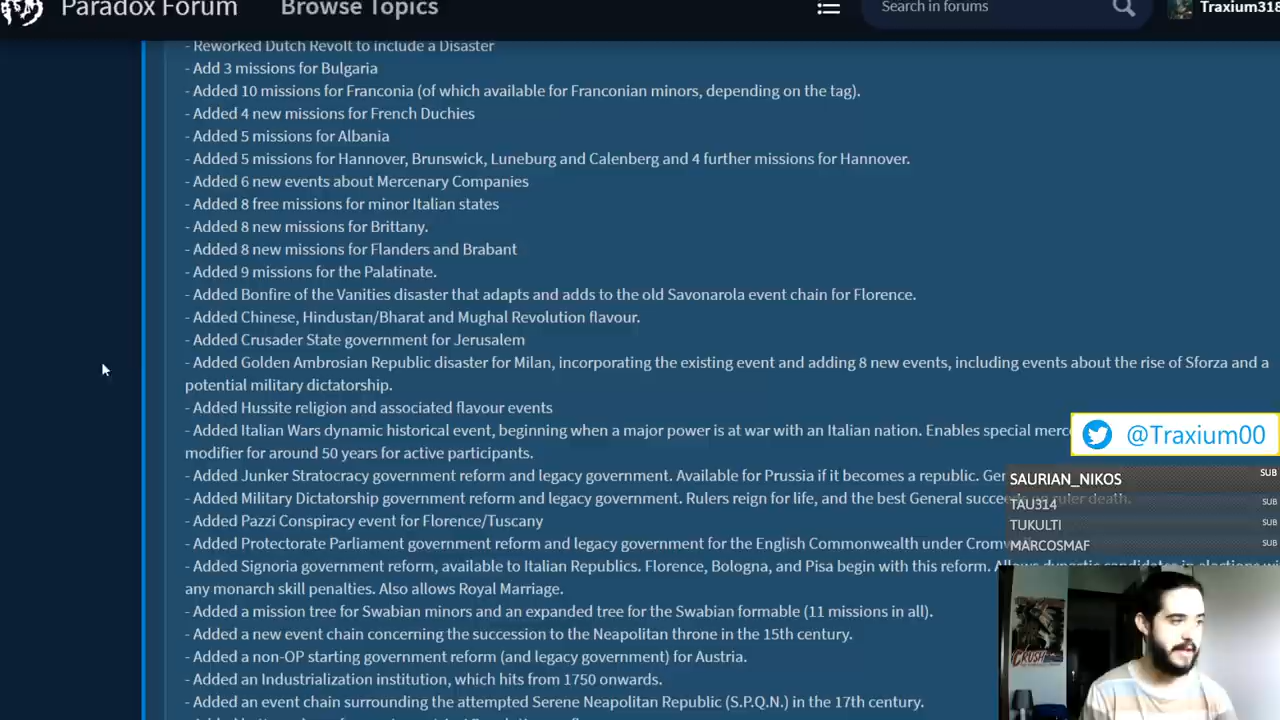 Paradox Forum
Browse Topics
Search in forums
Traxium318
- Reworked Dutch Revolt to include a Disaster
- Add 3 missions for Bulgaria
- Added 10 missions for Franconia (of which available for Franconian minors, depending on the tag).
- Added 4 new missions for French Duchies
- Added 5 missions for Albania
- Added 5 missions for Hannover, Brunswick, Luneburg and Calenberg and 4 further missions for Hannover.
- Added 6 new events about Mercenary Companies
- Added 8 free missions for minor Italian states
- Added 8 new missions for Brittany.
- Added 8 new missions for Flanders and Brabant
- Added 9 missions for the Palatinate.
- Added Bonfire of the Vanities disaster that adapts and adds to the old Savonarola event chain for Florence.
- Added Chinese, Hindustan/Bharat and Mughal Revolution flavour.
- Added Crusader State government for Jerusalem
- Added Golden Ambrosian Republic disaster for Milan, incorporating the existing event and adding 8 new events, including events about the rise of Sforza and a
potential military dictatorship.
- Added Hussite religion and associated flavour events
- Added Italian Wars dynamic historical event, beginning when a major power is at war with an Italian nation. Enables special
modifier for around 50 years for active participants.
- Added Junker Stratocracy government reform and legacy government. Available for Prussia if it becomes a republic.
- Added Military Dictatorship government reform and legacy government. Rulers reign for life, and the best General ruler death.
- Added Pazzi Conspiracy event for Florence/Tuscany
- Added Protectorate Parliament government reform and legacy government for the English Commonwealth under
- Added Signoria government reform, available to Italian Republics. Florence, Bologna, and Pisa begin with this reform. Allows dynastic candidates in elections
any monarch skill penalties. Also allows Royal Marriage.
- Added a mission tree for Swabian minors and an expanded tree for the Swabian formable (11 missions in all).
- Added a new event chain concerning the succession to the Neapolitan throne in the 15th century.
- Added a non-OP starting government reform (and legacy government) for Austria.
- Added an Industrialization institution, which hits from 1750 onwards.
- Added an event chain surrounding the attempted Serene Neapolitan Republic (S.P.Q.N.) in the 17th century.
@Traxium00
SAURIAN_NIKOS SUB
TAU314 SUB
TUKULTI SUB
MARCOSMAF SUB
CRUSH